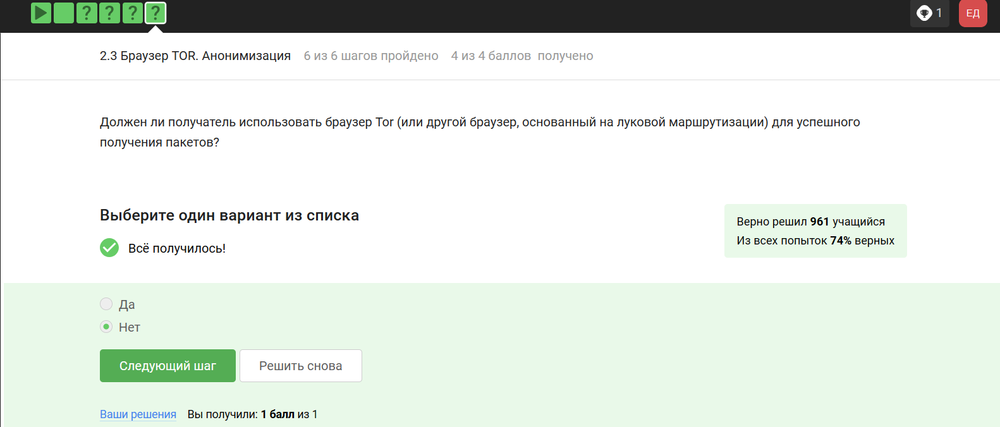 ? ? ? ?
1
ЕД
2.3 Браузер TOR. Анонимизация 6 из 6 шагов пройдено 4 из 4 баллов получено
Должен ли получатель использовать браузер Tor (или другой браузер, основанный на луковой маршрутизации) для успешного
получения пакетов?
Выберите один вариант из списка
Всё получилось!
Верно решил 961 учащийся
Из всех попыток 74% верных
Да
Нет
Следующий шаг
Решить снова
Ваши решения Вы получили: 1 балл из 1